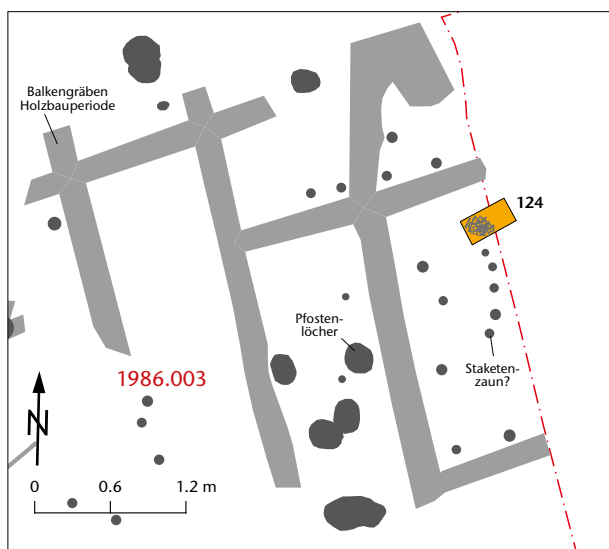 Balkengräben
Holzbauperiode
124
Pfosten-
löcher
Staketen-
zaun?
1986.003
N
0 0.6 1.2 m